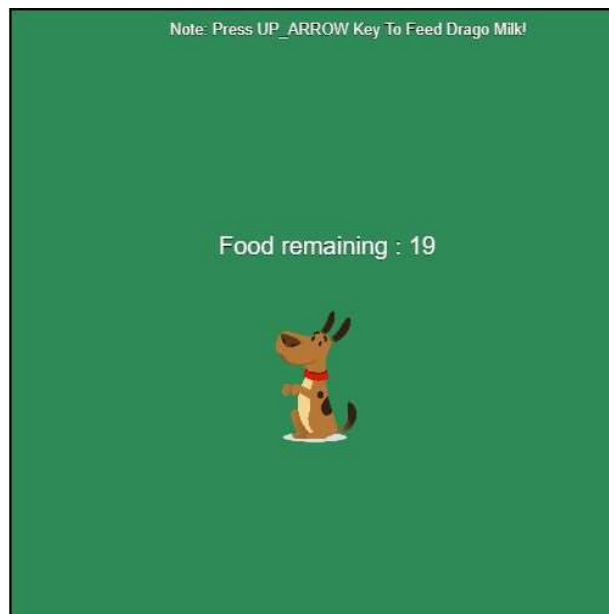 Note: Press UP_ARROW Key To Feed Drago Milk!
Food remaining : 19